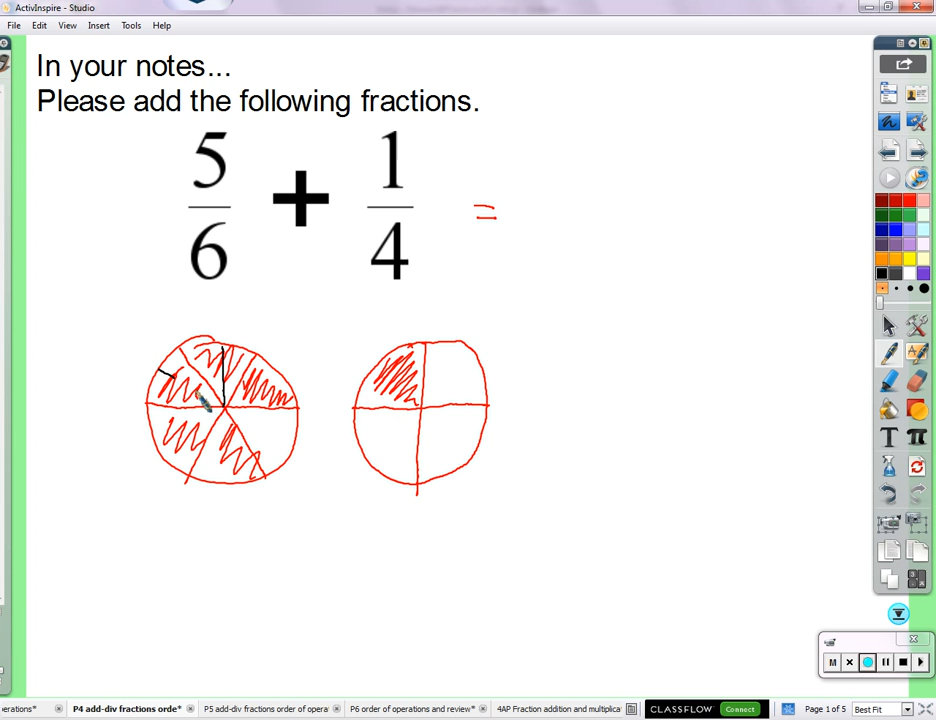 ActivInspire - Studio
File Edit View Insert Tools Help
In your notes...
Please add the following fractions.
5/6 + 1/4 =
T π
M
erations* P4 add-div fractions orde* P5 add-div fractions order of opera P6 order of operations and review* 4AP Fraction addition and multiplica CLASSFLOW Connect Page 1 of 5 Best Fit